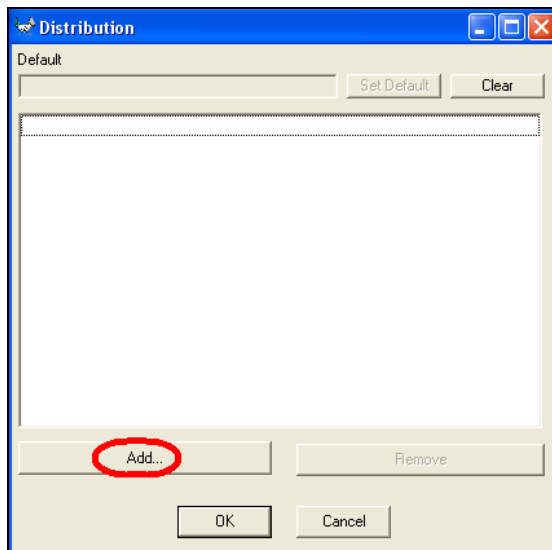 Distribution
Default
Set Default Clear
Add... Remove
OK Cancel